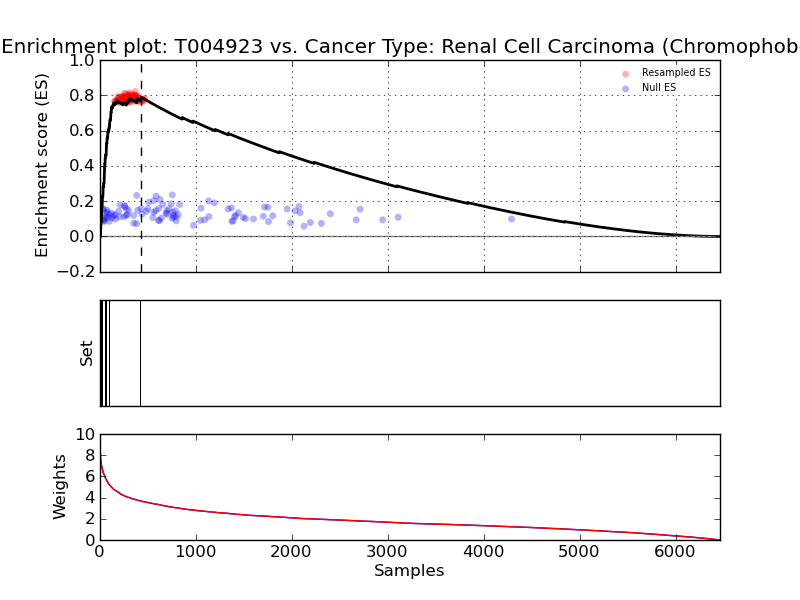 Enrichment plot: T004923 vs. Cancer Type: Renal Cell Carcinoma (Chromophob
1.0
0.8
0.6
0.4
0.2
0.0
−0.2
Enrichment score (ES)
Resampled ES
Null ES
Set
10
8
6
4
2
0
Weights
0 1000 2000 3000 4000 5000 6000
Samples